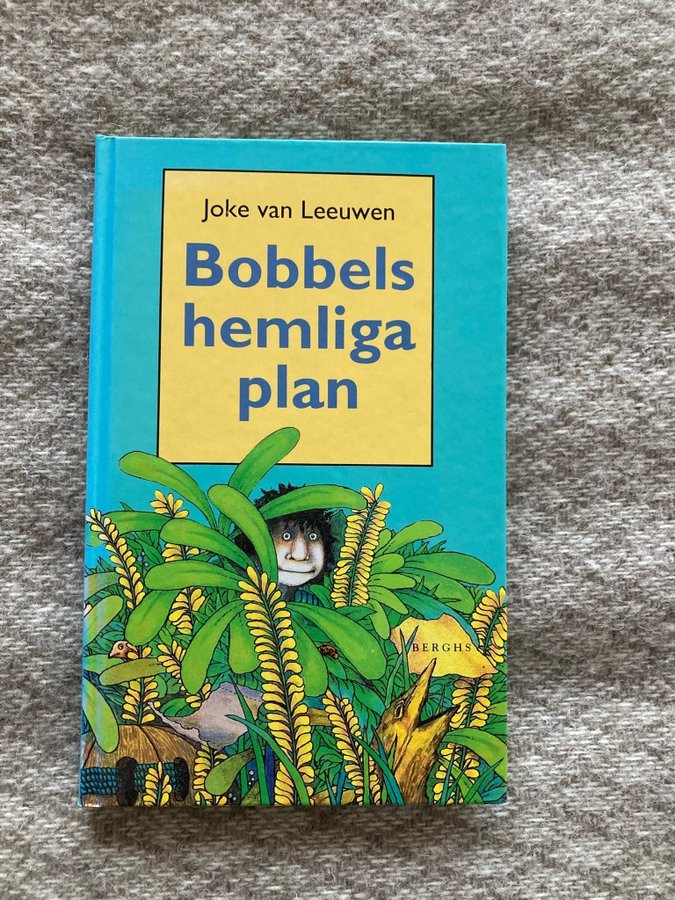 Joke van Leeuwen
Bobbels
hemliga
plan
BERGHS